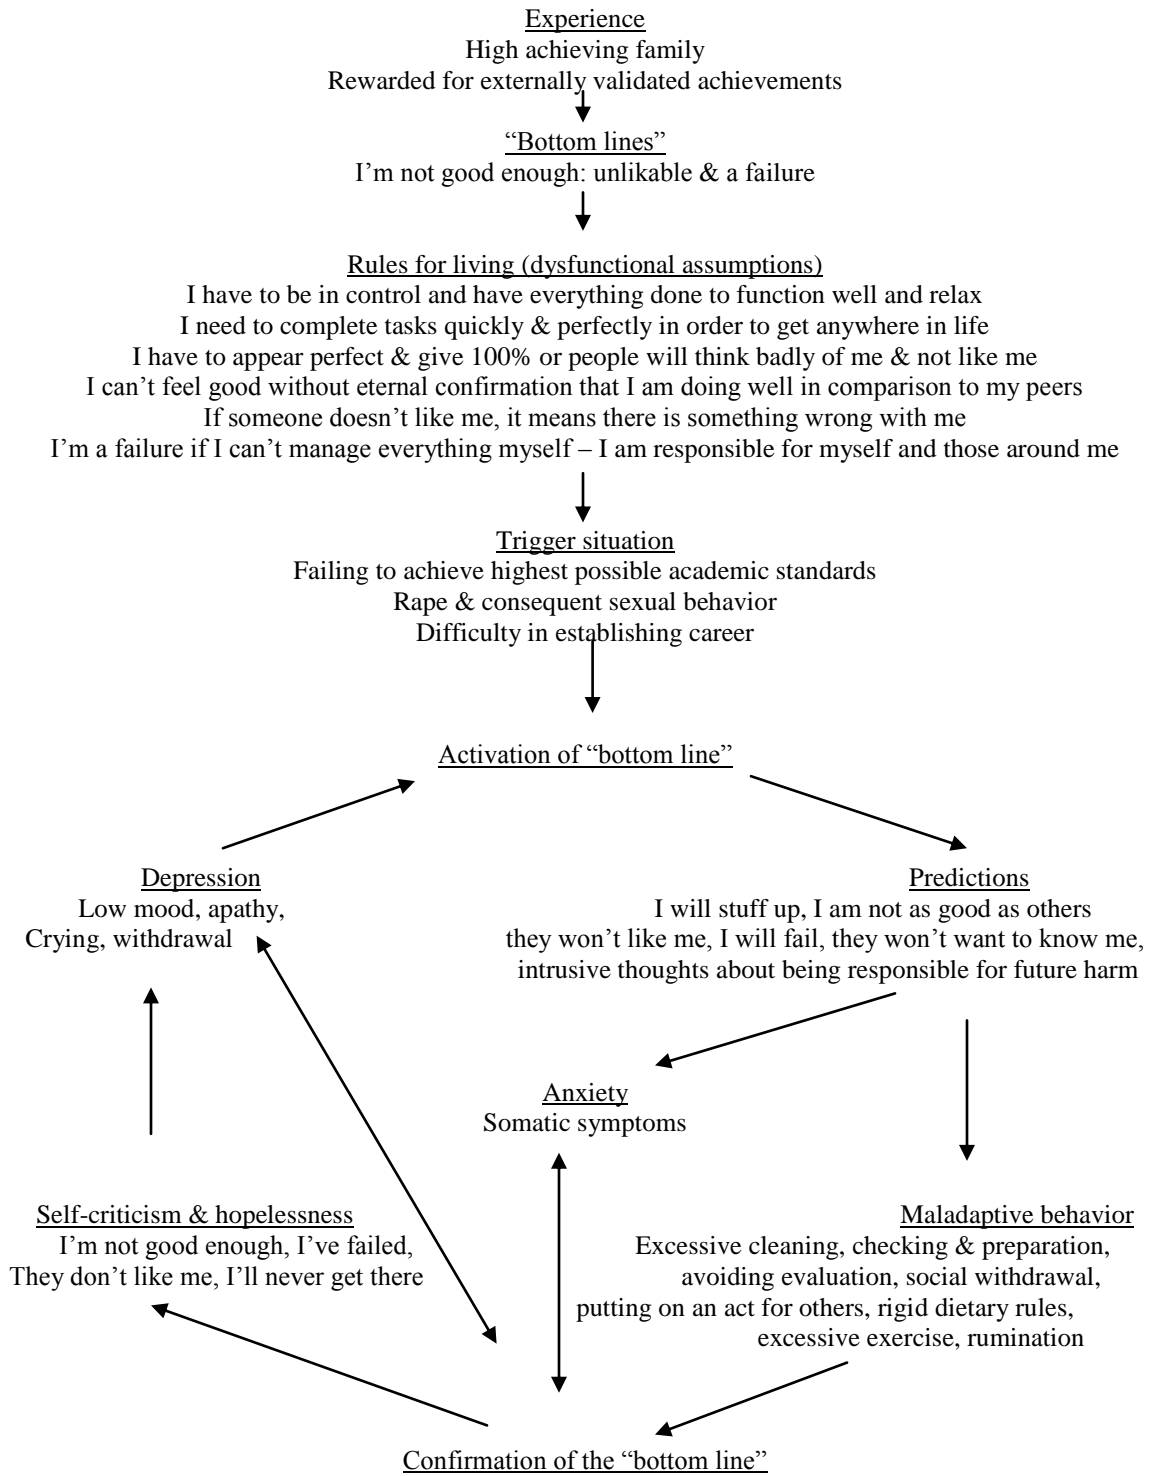 Experience
High achieving family
Rewarded for externally validated achievements
“Bottom lines”
I’m not good enough: unlikable & a failure
Rules for living (dysfunctional assumptions)
I have to be in control and have everything done to function well and relax
I need to complete tasks quickly & perfectly in order to get anywhere in life
I have to appear perfect & give 100% or people will think badly of me & not like me
I can’t feel good without eternal confirmation that I am doing well in comparison to my peers
If someone doesn’t like me, it means there is something wrong with me
I’m a failure if I can’t manage everything myself – I am responsible for myself and those around me
Trigger situation
Failing to achieve highest possible academic standards
Rape & consequent sexual behavior
Difficulty in establishing career
Activation of “bottom line”
Depression
Low mood, apathy,
Crying, withdrawal
Predictions
I will stuff up, I am not as good as others
they won’t like me, I will fail, they won’t want to know me,
intrusive thoughts about being responsible for future harm
Anxiety
Somatic symptoms
Self-criticism & hopelessness
I’m not good enough, I’ve failed,
They don’t like me, I’ll never get there
Maladaptive behavior
Excessive cleaning, checking & preparation,
avoiding evaluation, social withdrawal,
putting on an act for others, rigid dietary rules,
excessive exercise, rumination
Confirmation of the “bottom line”